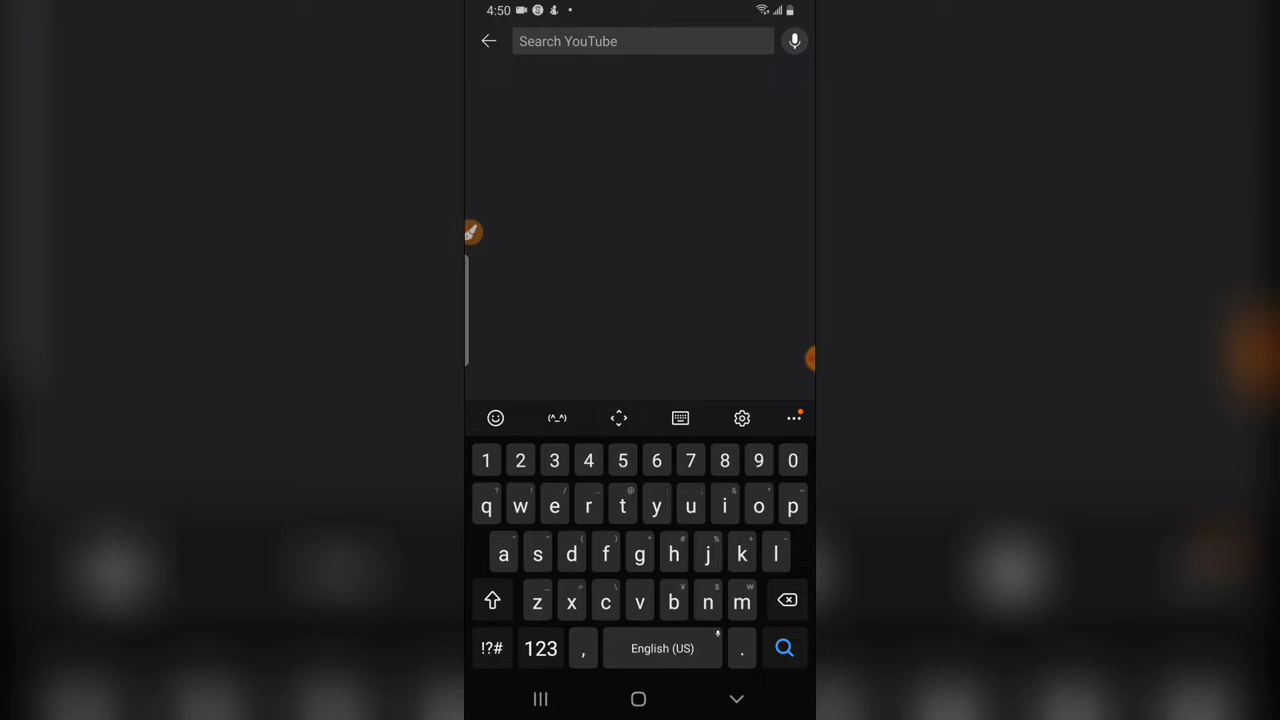 4:50
Search YouTube
(^_^)
1 2 3 4 5 6 7 8 9 0
q w e r t y u i o p
a s d f g h j k l
z x c v b n m
!?# 123 , English (US) .